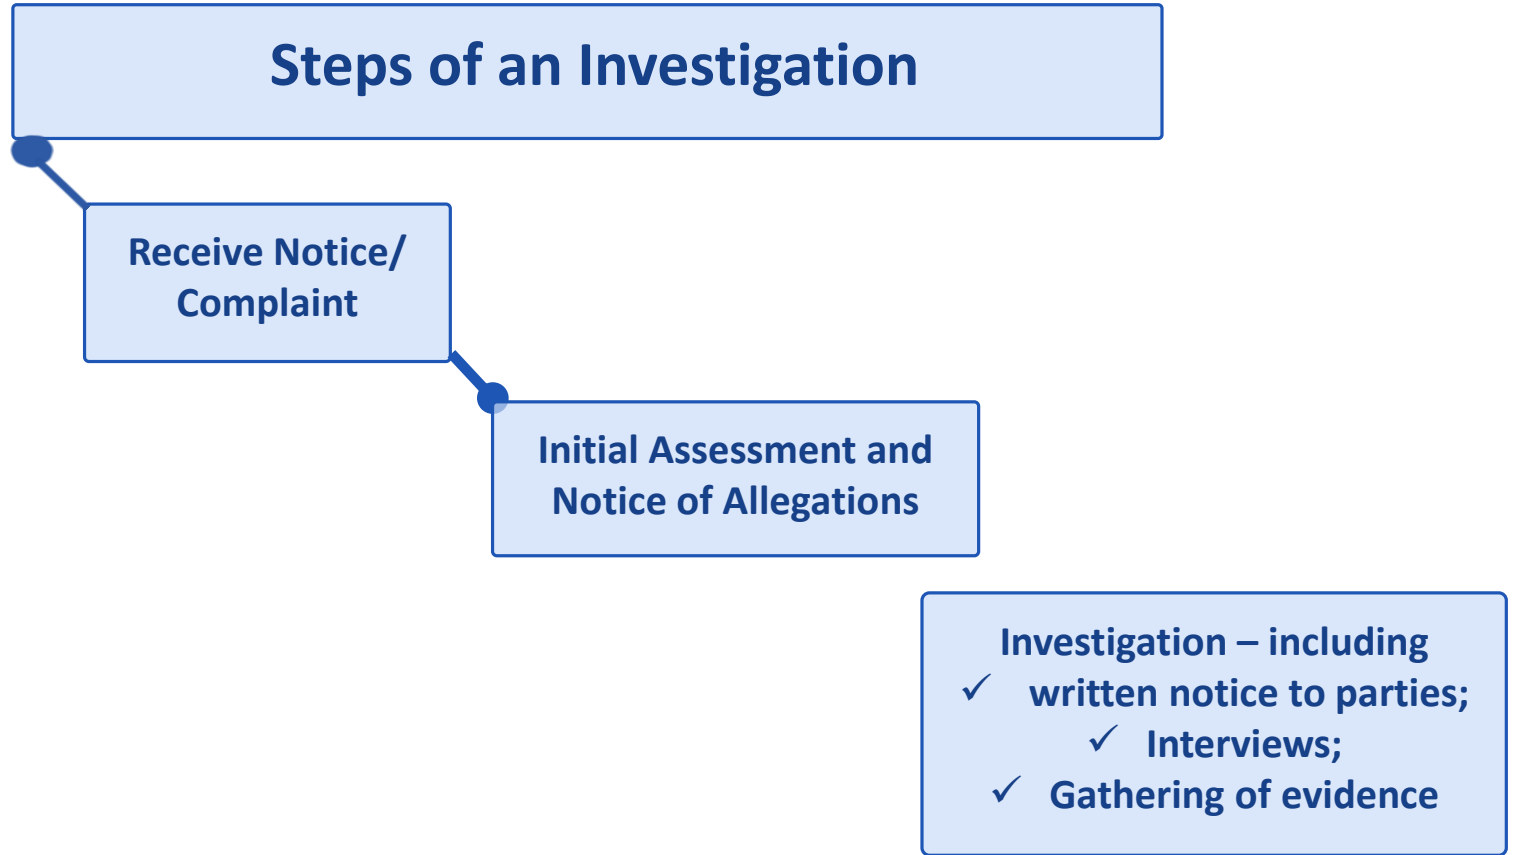 Steps of an Investigation
Receive Notice/
Complaint
Initial Assessment and
Notice of Allegations
Investigation – including
✓ written notice to parties;
✓ Interviews;
✓ Gathering of evidence